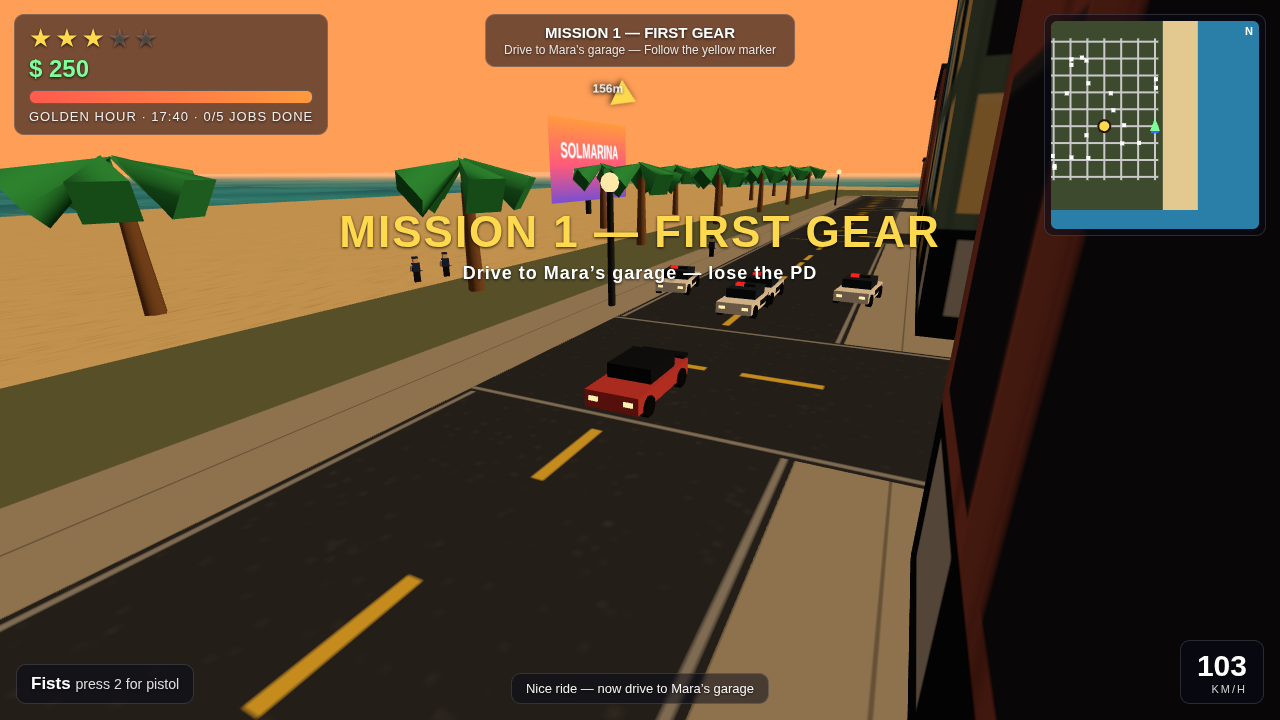 ★★★★★
$ 250
GOLDEN HOUR · 17:40 · 0/5 JOBS DONE
MISSION 1 — FIRST GEAR
Drive to Mara's garage — Follow the yellow marker
156m
N
SOLMARINA
MISSION 1 — FIRST GEAR
Drive to Mara's garage — lose the PD
Fists press 2 for pistol
Nice ride — now drive to Mara's garage
103
KM/H